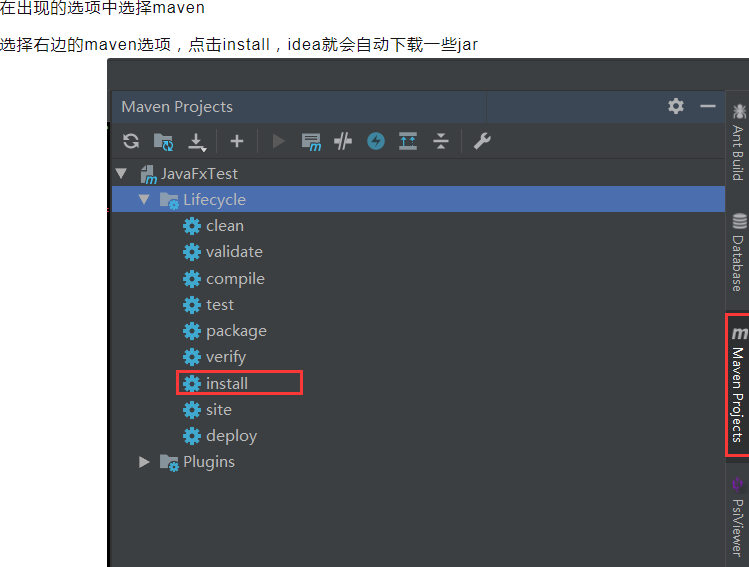 在出现的选项中选择maven
选择右边的maven选项，点击install，idea就会自动下载一些jar
Maven Projects
JavaFxTest
Lifecycle
clean
validate
compile
test
package
verify
install
site
deploy
Plugins
Ant Build
Database
Maven Projects
PsiViewer